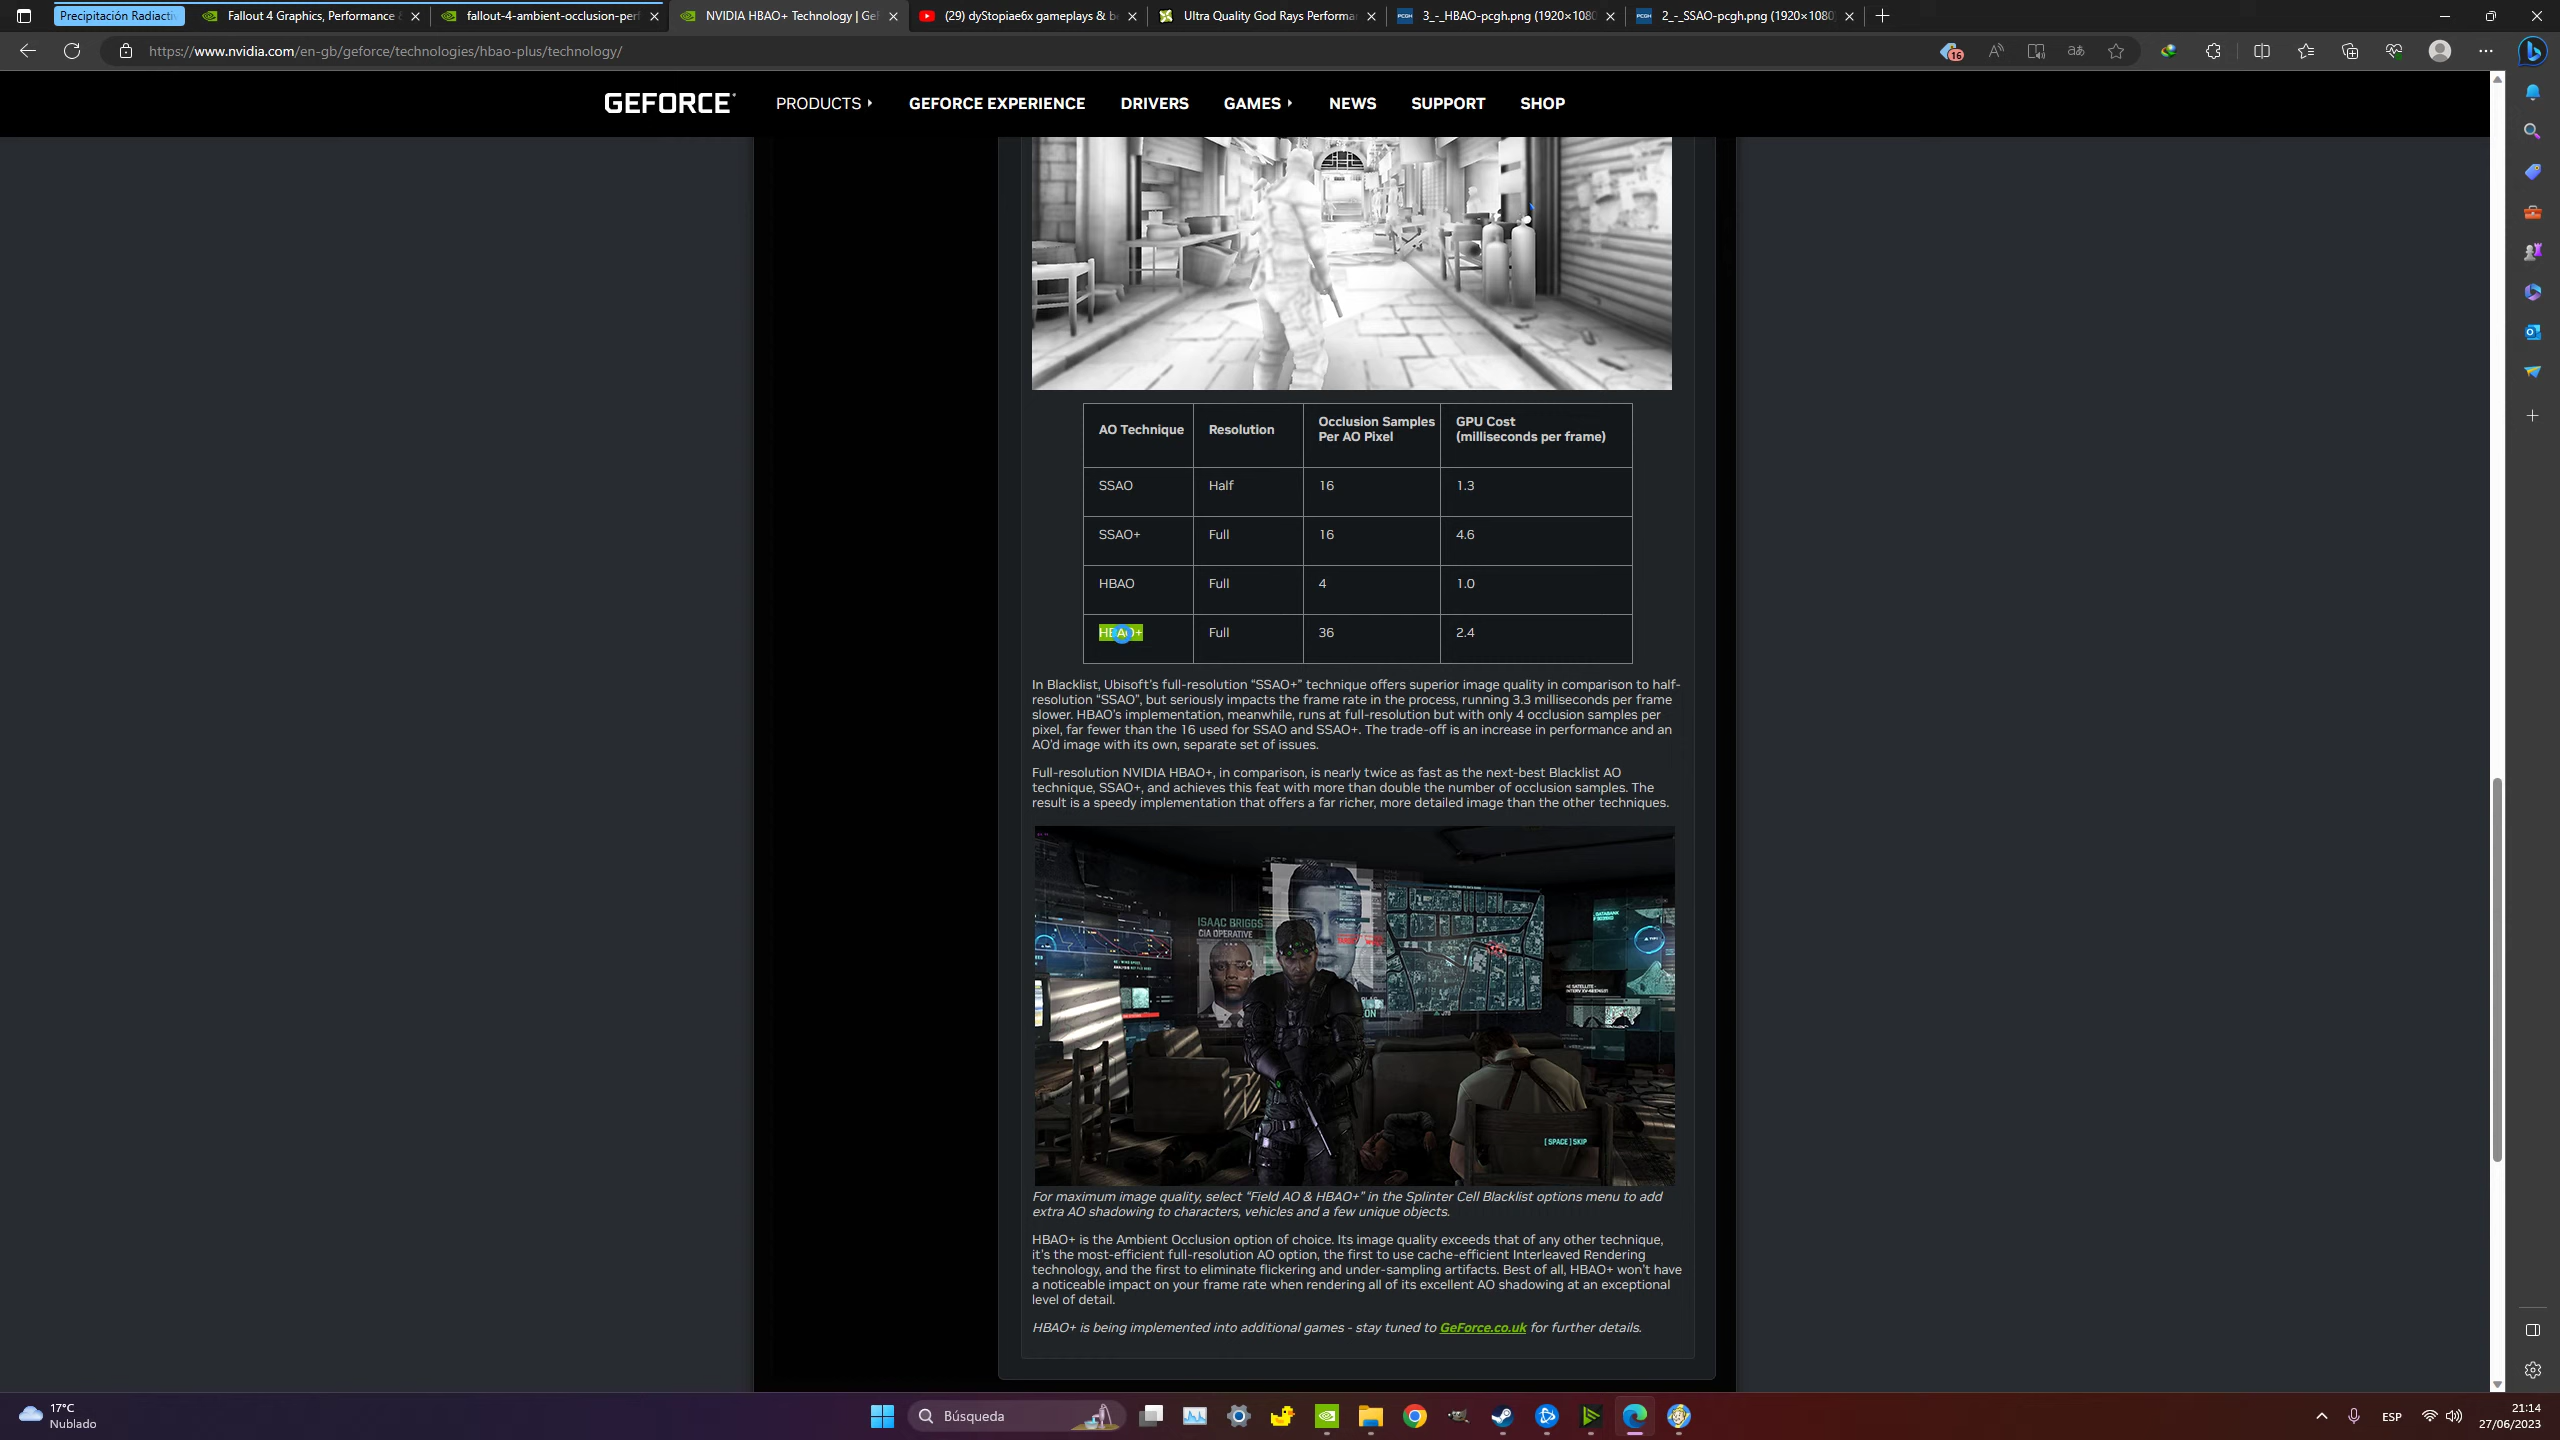 Precipitación Radiacti
Fallout 4 Graphics, Performance &
fallout-4-ambient-occlusion-perf
NVIDIA HBAO+ Technology | Gef
(29) dyStopiae6x gameplays & be
Ultra Quality God Rays Performan
3_-_HBAO-pcgh.png (1920×1080)
2_-_SSAO-pcgh.png (1920×1080)
https://www.nvidia.com/en-gb/geforce/technologies/hbao-plus/technology/
16
GEFORCE
PRODUCTS
GEFORCE EXPERIENCE
DRIVERS
GAMES
NEWS
SUPPORT
SHOP
AO Technique
Resolution
Occlusion Samples
Per AO Pixel
GPU Cost
(milliseconds per frame)
SSAO
Half
16
1.3
SSAO+
Full
16
4.6
HBAO
Full
4
1.0
HBAO+
Full
36
2.4
In Blacklist, Ubisoft's full-resolution “SSAO+” technique offers superior image quality in comparison to half-
resolution “SSAO”, but seriously impacts the frame rate in the process, running 3.3 milliseconds per frame
slower. HBAO's implementation, meanwhile, runs at full-resolution but with only 4 occlusion samples per
pixel, far fewer than the 16 used for SSAO and SSAO+. The trade-off is an increase in performance and an
AO'd image with its own, separate set of issues.
Full-resolution NVIDIA HBAO+, in comparison, is nearly twice as fast as the next-best Blacklist AO
technique, SSAO+, and achieves this feat with more than double the number of occlusion samples. The
result is a speedy implementation that offers a far richer, more detailed image than the other techniques.
ISAAC BRIGGS
CIA OPERATIVE
[SPACE] SKIP
For maximum image quality, select “Field AO & HBAO+” in the Splinter Cell Blacklist options menu to add
extra AO shadowing to characters, vehicles and a few unique objects.
HBAO+ is the Ambient Occlusion option of choice. Its image quality exceeds that of any other technique,
it's the most-efficient full-resolution AO option, the first to use cache-efficient Interleaved Rendering
technology, and the first to eliminate flickering and under-sampling artifacts. Best of all, HBAO+ won't have
a noticeable impact on your frame rate when rendering all of its excellent AO shadowing at an exceptional
level of detail.
HBAO+ is being implemented into additional games - stay tuned to GeForce.co.uk for further details.
17°C
Nublado
Búsqueda
ESP
21:14
27/06/2023